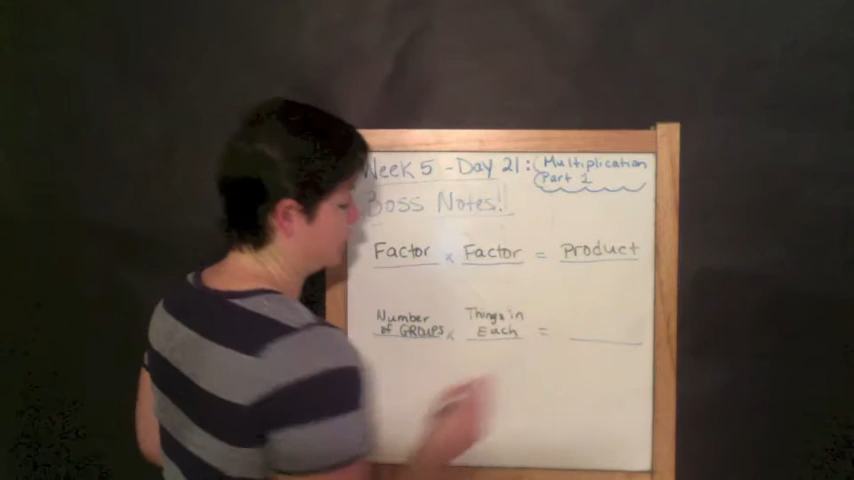 Week 5 - Day 21: Multiplication
Part 1
Boss Notes!!
Factor x Factor = Product
Number Things in
of GROUPS x Each =